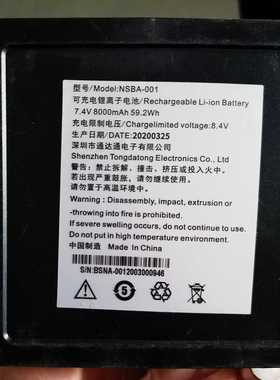 型号：NSBA-001
可充电锂离子电池/Rechargeable Li-ion Battery
7.4V 8000mAh 59.2Wh
充电限制电压/Chargelimited voltage:8.4V
生产日期/DATE:20200325
深圳市通达通电子有限公司
Shenzhen Tongdatong Electronics Co., Ltd
警告：禁止拆解、撞击、挤压或投入火中。
若出现严重鼓胀，请勿继续使用。
请勿置于高温环境中。
Warning: Disassembly, impact, extrusion or
-throwing into fire is prohibited.
If severe swelling occurs, do not continue to use.
Do not put in high temperature environment.
中国制造 Made In China
S/N:BSNA-0012003000946
5